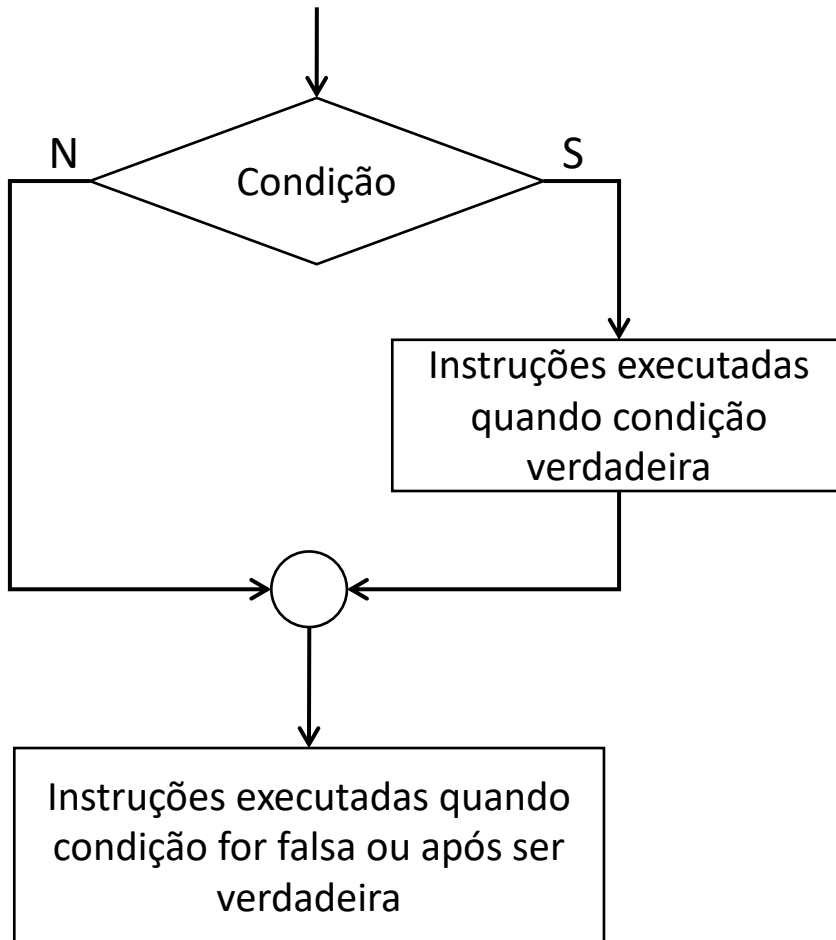 N
S
Condição
Instruções executadas
quando condição
verdadeira
Instruções executadas quando
condição for falsa ou após ser
verdadeira